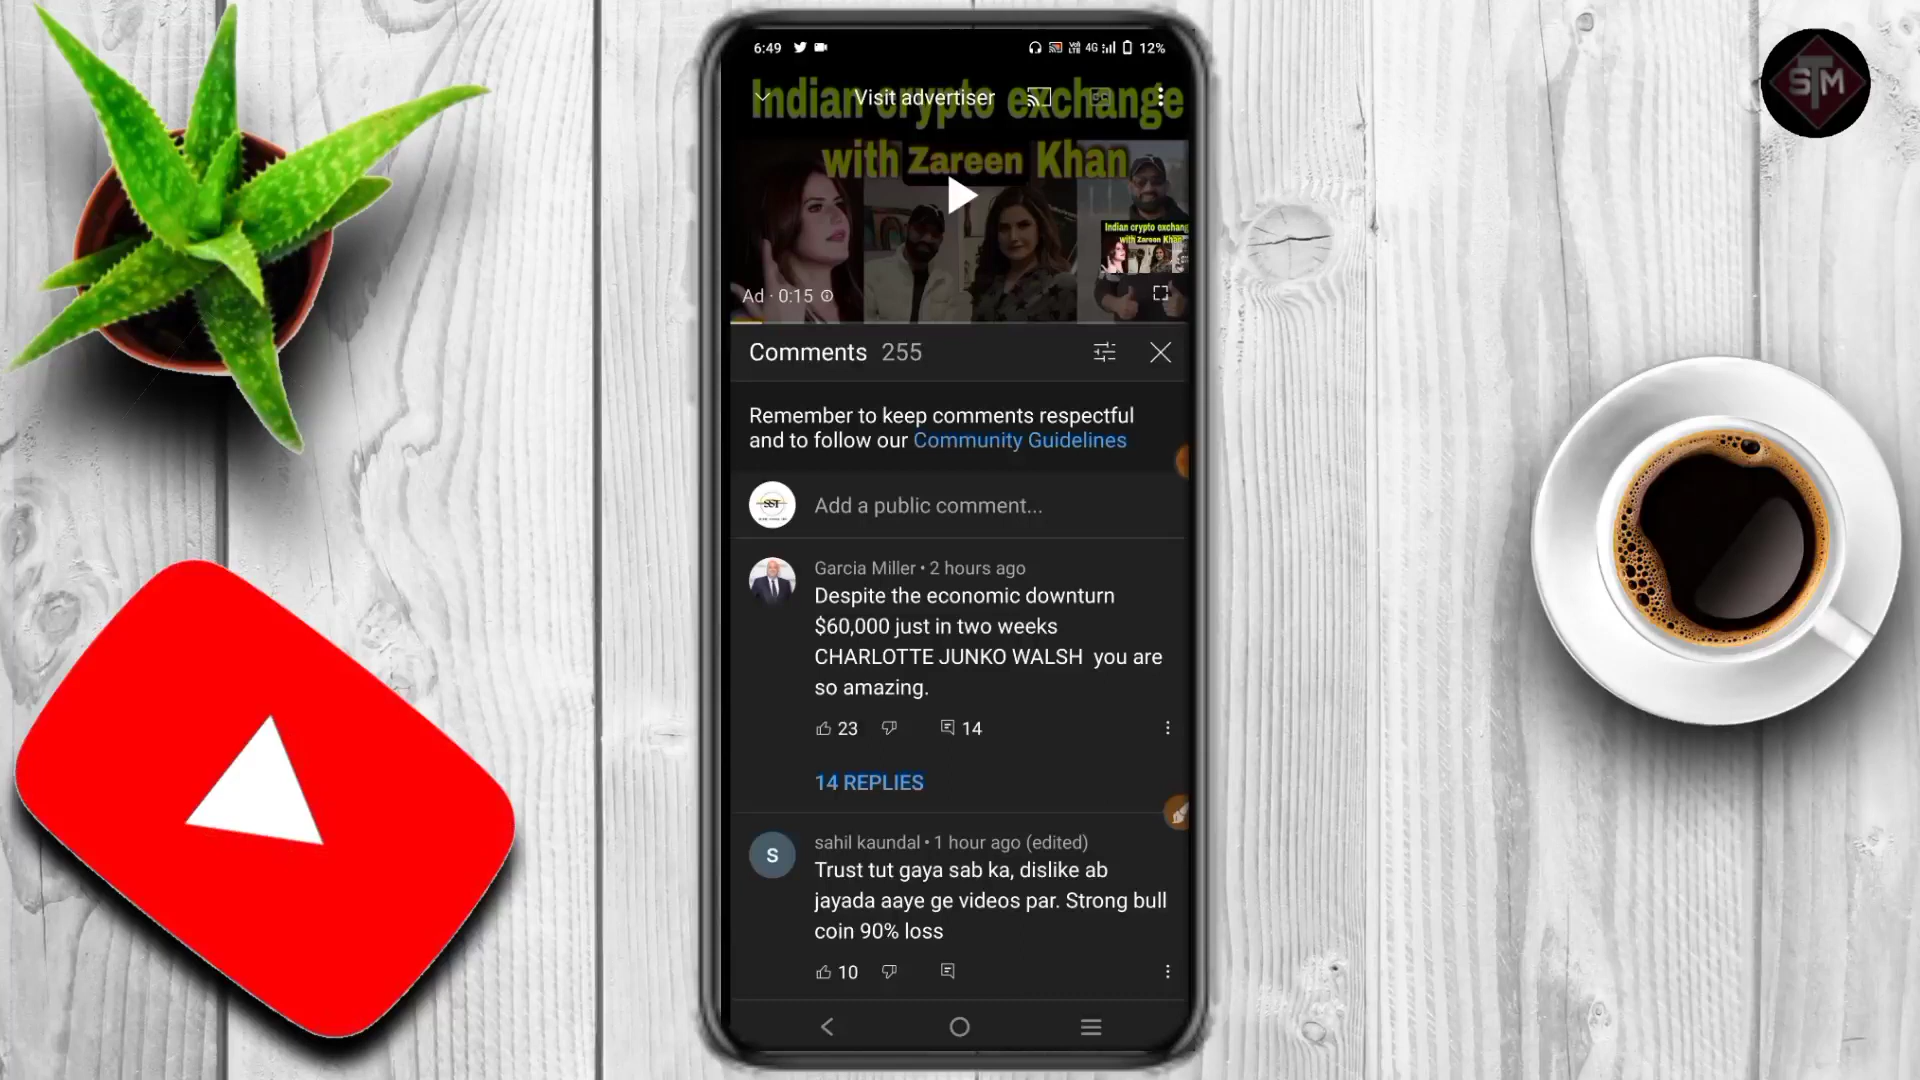 STM
6:49
4G 12%
Visit advertiser
Indian crypto exchange
with Zareen Khan
Indian crypto exchang
with Zareen Khan
Ad · 0:15
Comments 255
Remember to keep comments respectful
and to follow our Community Guidelines
SST
Add a public comment...
Garcia Miller • 2 hours ago
Despite the economic downturn
$60,000 just in two weeks
CHARLOTTE JUNKO WALSH you are
so amazing.
23 14
14 REPLIES
S
sahil kaundal • 1 hour ago (edited)
Trust tut gaya sab ka, dislike ab
jayada aaye ge videos par. Strong bull
coin 90% loss
10